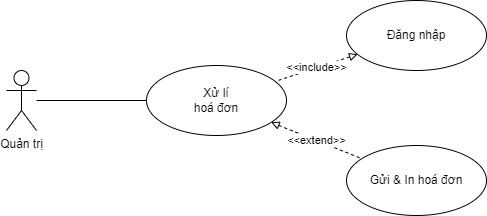 Đăng nhập
<<include>>
Xử lí
hoá đơn
<<extend>>
Quản trị
Gửi & In hoá đơn